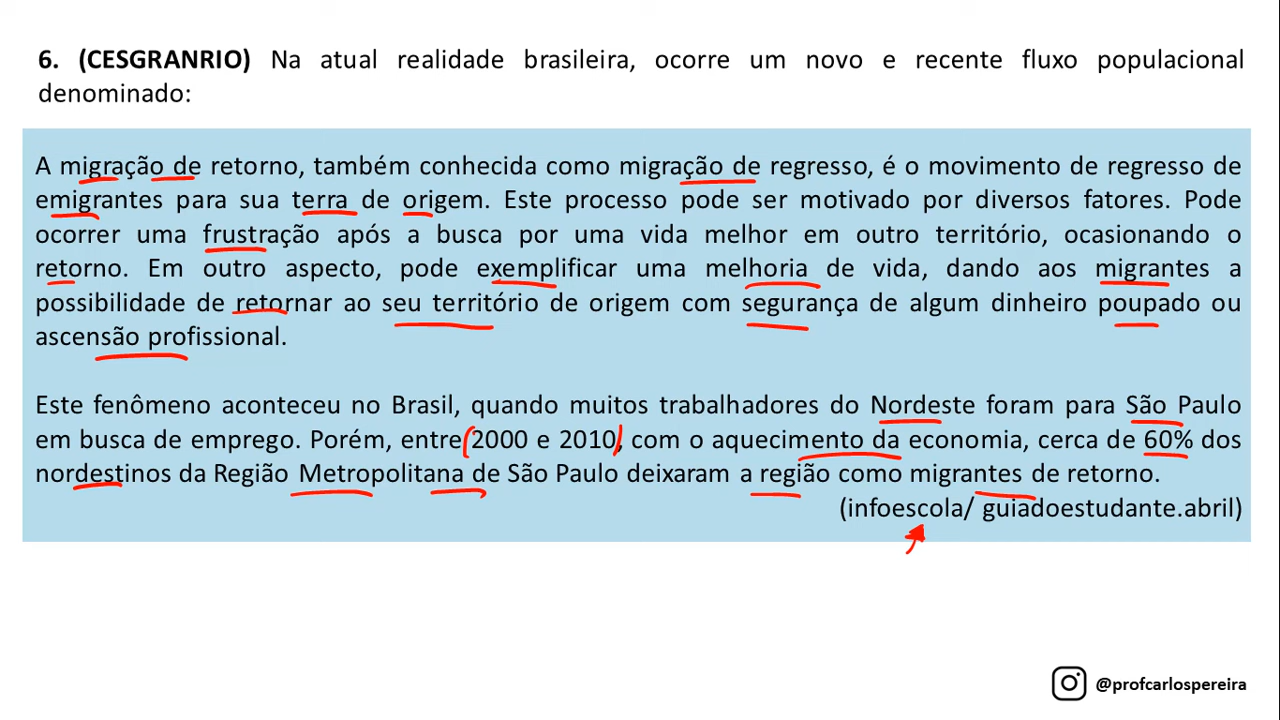 6. (CESGRANRIO) Na atual realidade brasileira, ocorre um novo e recente fluxo populacional
denominado:
A migração de retorno, também conhecida como migração de regresso, é o movimento de regresso de
emigrantes para sua terra de origem. Este processo pode ser motivado por diversos fatores. Pode
ocorrer uma frustração após a busca por uma vida melhor em outro território, ocasionando o
retorno. Em outro aspecto, pode exemplificar uma melhoria de vida, dando aos migrantes a
possibilidade de retornar ao seu território de origem com segurança de algum dinheiro poupado ou
ascensão profissional.
Este fenômeno aconteceu no Brasil, quando muitos trabalhadores do Nordeste foram para São Paulo
em busca de emprego. Porém, entre 2000 e 2010, com o aquecimento da economia, cerca de 60% dos
nordestinos da Região Metropolitana de São Paulo deixaram a região como migrantes de retorno.
(infoescola/ guiadoestudante.abril)
@profcarlospereira